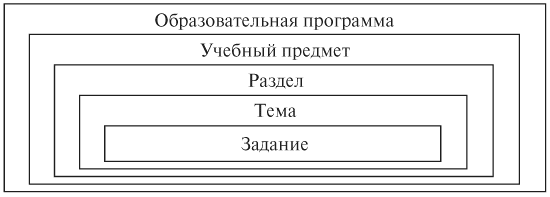 Образовательная программа
Учебный предмет
Раздел
Тема
Задание